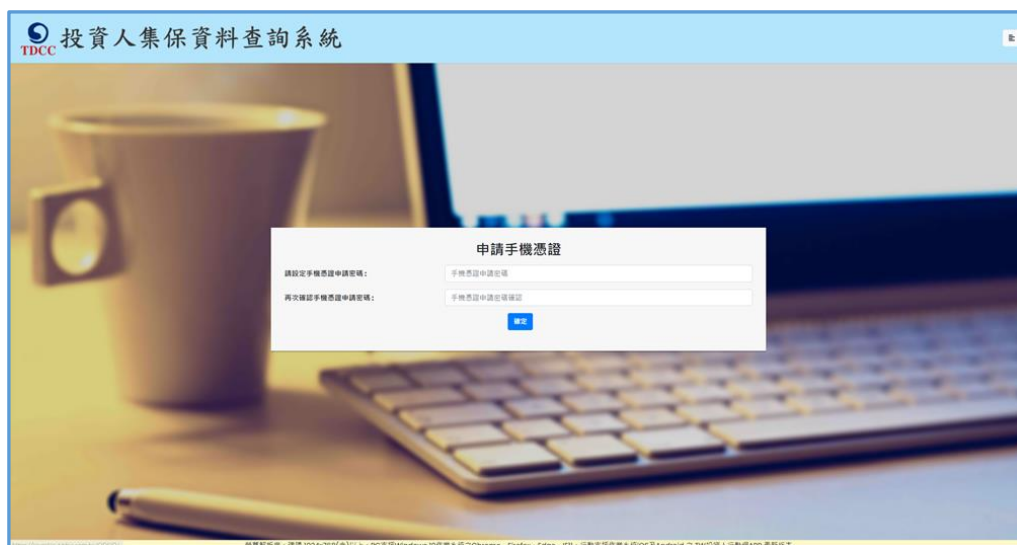 TDCC 投資人集保資料查詢系統
申請手機憑證
請設定手機憑證申請密碼：
手機憑證申請密碼
再次確認手機憑證申請密碼：
手機憑證申請密碼確認
確定